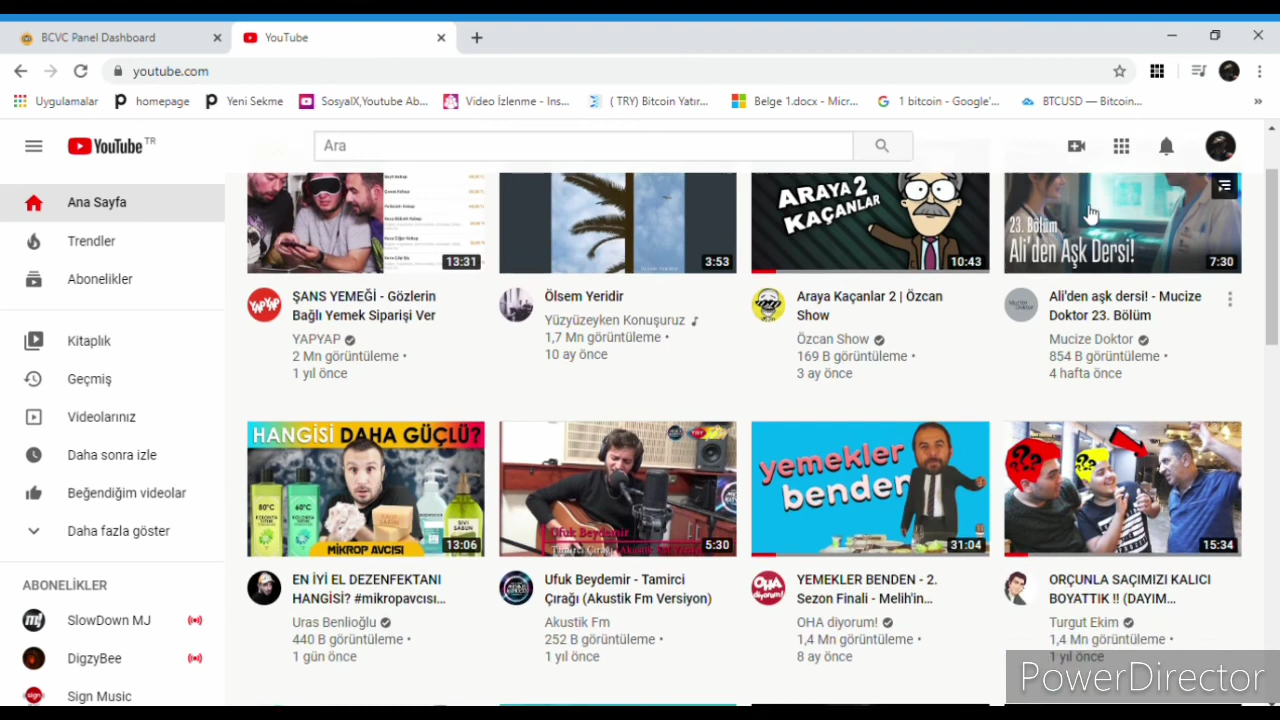 BCVC Panel Dashboard
YouTube
youtube.com
Uygulamalar
homepage
Yeni Sekme
SosyalX,Youtube Ab...
Video İzlenme - Ins...
( TRY) Bitcoin Yatır...
Belge 1.docx - Micr...
1 bitcoin - Google'...
BTCUSD — Bitcoin...
YouTube TR
Ara
Ana Sayfa
Trendler
Abonelikler
Kitaplık
Geçmiş
Videolarınız
Daha sonra izle
Beğendiğim videolar
Daha fazla göster
ABONELİKLER
SlowDown MJ
DigzyBee
Sign Music
13:31
3:53
ARAYA 2
KAÇANLAR
10:43
23. Bölüm
Ali'den Aşk Dersi!
7:30
YAPYAP
ŞANS YEMEĞİ - Gözlerin
Bağlı Yemek Siparişi Ver
YAPYAP
2 Mn görüntüleme •
1 yıl önce
Ölsem Yeridir
Yüzyüzeyken Konuşuruz
1,7 Mn görüntüleme •
10 ay önce
Araya Kaçanlar 2 | Özcan
Show
Özcan Show
169 B görüntüleme •
3 ay önce
Ali'den aşk dersi! - Mucize
Doktor 23. Bölüm
Mucize Doktor
854 B görüntüleme •
4 hafta önce
HANGİSİ DAHA GÜÇLÜ?
80°C
60°C
SIVI
SABUN
MİKROP AVCISI
13:06
Ufuk Beydemir
Tamirci Çırağı
5:30
yemekler
benden
31:04
???
??
15:34
EN İYİ EL DEZENFEKTANI
HANGİSİ? #mikropavcısı...
Uras Benlioğlu
440 B görüntüleme •
1 gün önce
Ufuk Beydemir - Tamirci
Çırağı (Akustik Fm Versiyon)
Akustik Fm
252 B görüntüleme •
1 yıl önce
OHA
diyorum!
YEMEKLER BENDEN - 2.
Sezon Finali - Melih'in...
OHA diyorum!
1,4 Mn görüntüleme •
8 ay önce
ORÇUNLA SAÇIMIZI KALICI
BOYATTIK !! (DAYIM...
Turgut Ekim
1,4 Mn görüntüleme •
1 yıl önce
PowerDirector